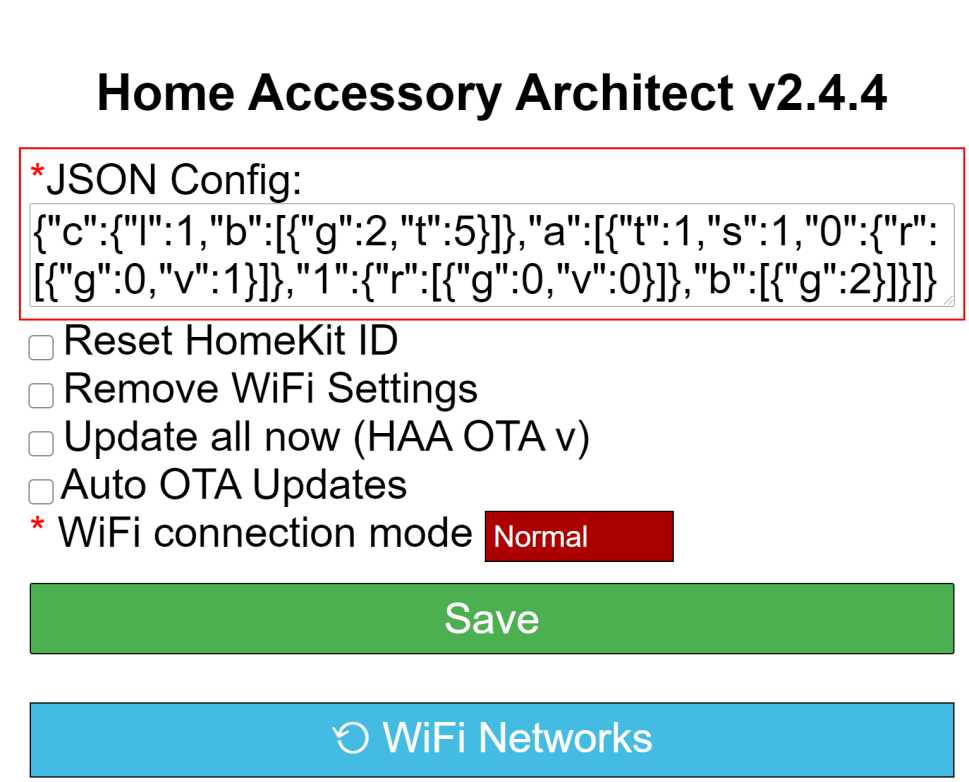 Home Accessory Architect v2.4.4
*JSON Config:
{"c":{"l":1,"b":[{"g":2,"t":5}]},"a":[{"t":1,"s":1,"0":{"r":
[{"g":0,"v":1}]},"1":{"r":[{"g":0,"v":0}]},"b":[{"g":2}]}]}
Reset HomeKit ID
Remove WiFi Settings
Update all now (HAA OTA v)
Auto OTA Updates
* WiFi connection mode Normal
Save
WiFi Networks